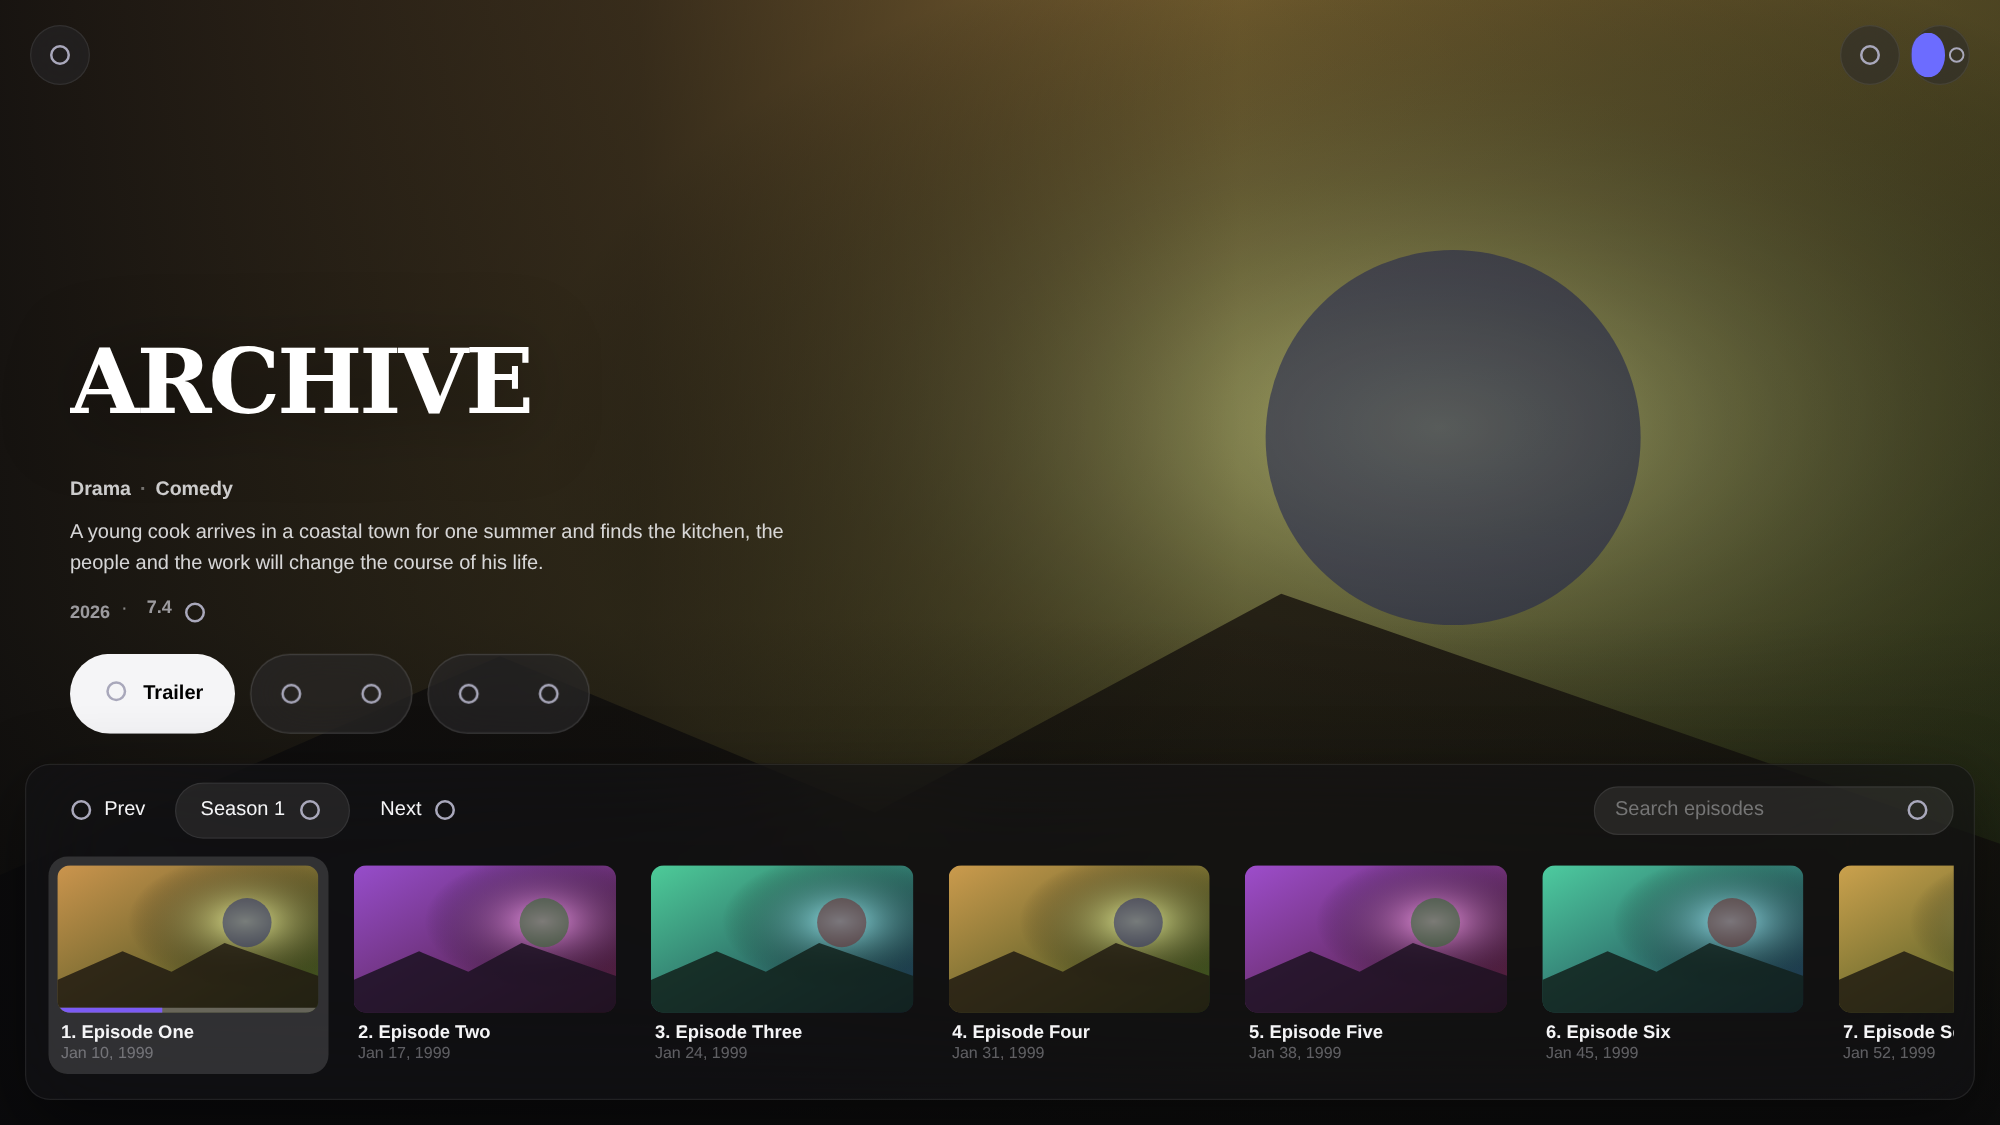 ARCHIVE
Drama · Comedy
A young cook arrives in a coastal town for one summer and finds the kitchen, the
people and the work will change the course of his life.
2026 · 7.4
Trailer
Prev
Season 1
Next
Search episodes
1. Episode One
Jan 10, 1999
2. Episode Two
Jan 17, 1999
3. Episode Three
Jan 24, 1999
4. Episode Four
Jan 31, 1999
5. Episode Five
Jan 38, 1999
6. Episode Six
Jan 45, 1999
7. Episode
Jan 52, 1999